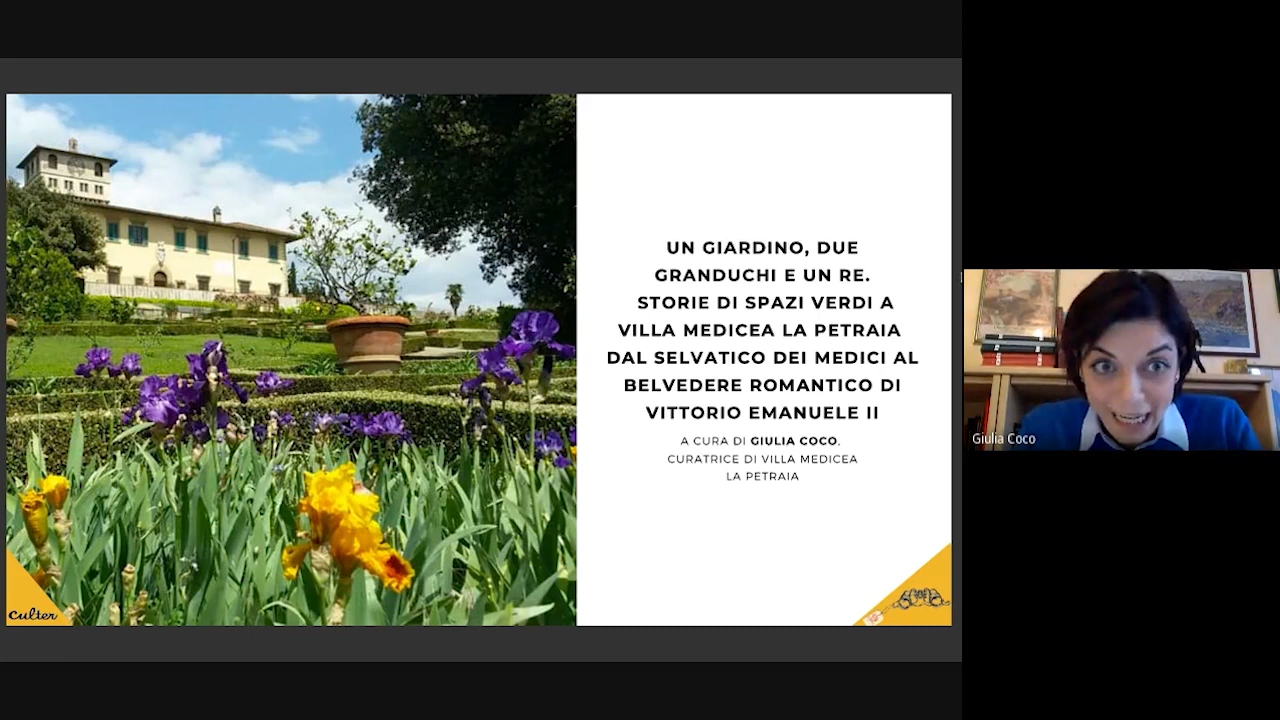 UN GIARDINO, DUE
GRANDUCHI E UN RE.
STORIE DI SPAZI VERDI A
VILLA MEDICEA LA PETRAIA
DAL SELVATICO DEI MEDICI AL
BELVEDERE ROMANTICO DI
VITTORIO EMANUELE II
A CURA DI GIULIA COCO,
CURATRICE DI VILLA MEDICEA
LA PETRAIA
culter
Giulia Coco